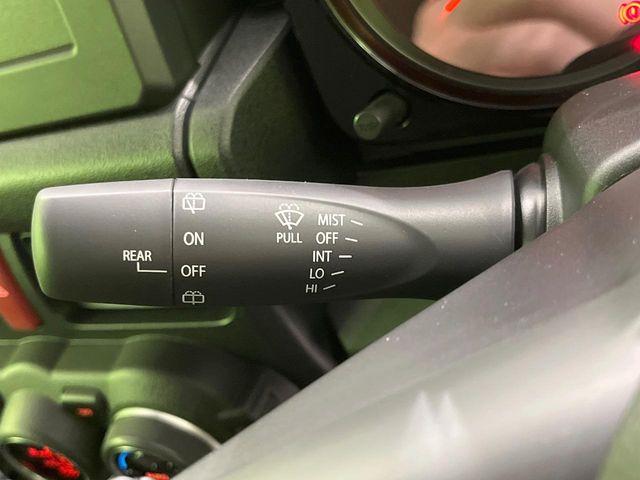 REAR
ON
OFF
PULL
MIST
OFF
INT
LO
HI